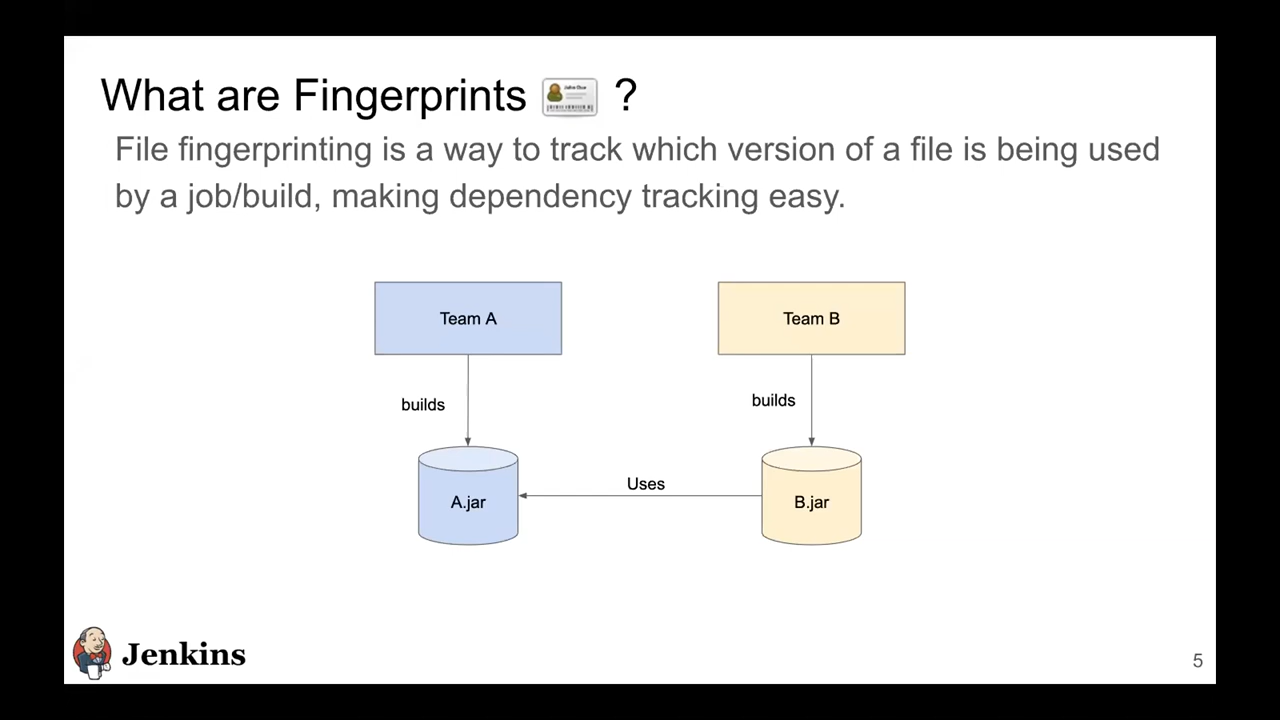 What are Fingerprints ?
File fingerprinting is a way to track which version of a file is being used
by a job/build, making dependency tracking easy.
Team A
Team B
builds
builds
Uses
A.jar
B.jar
Jenkins
5